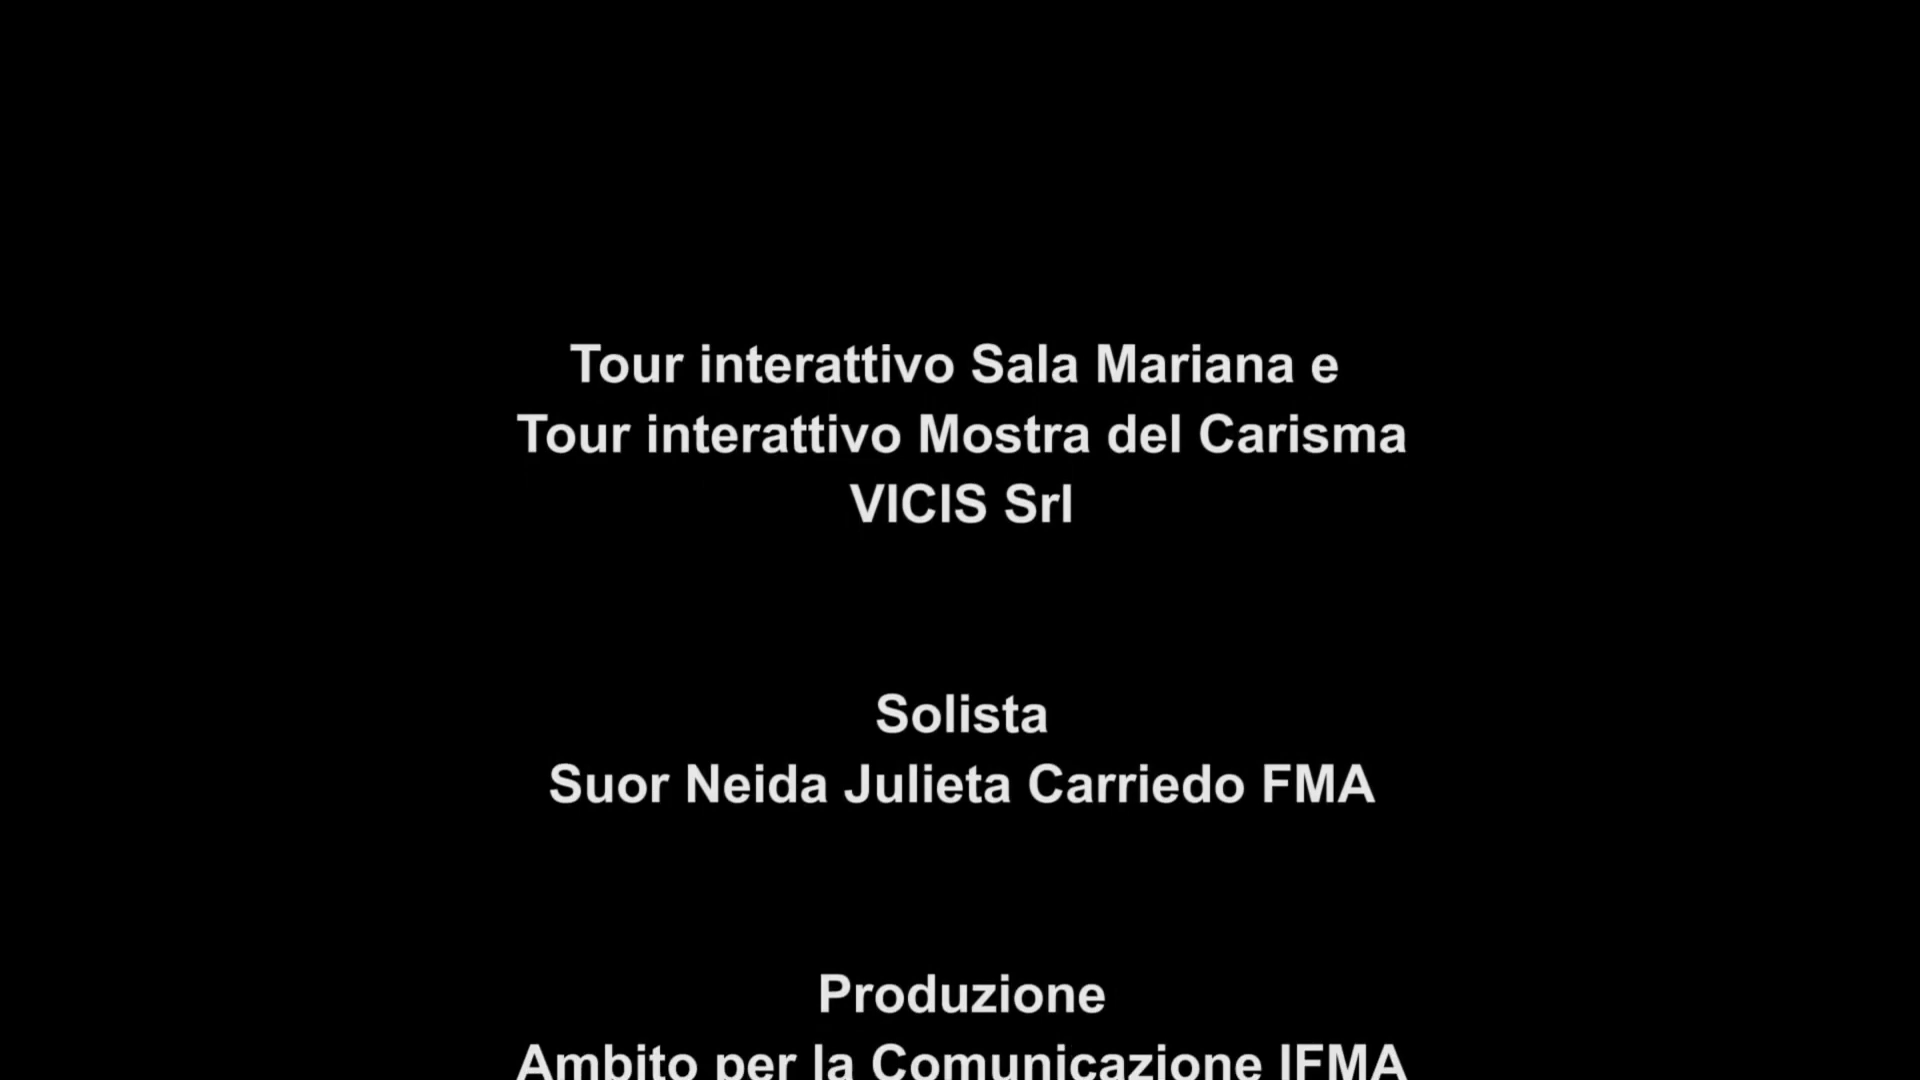 Tour interattivo Sala Mariana e
Tour interattivo Mostra del Carisma
VICIS Srl
Solista
Suor Neida Julieta Carriedo FMA
Produzione
Ambito per la Comunicazione IFMA